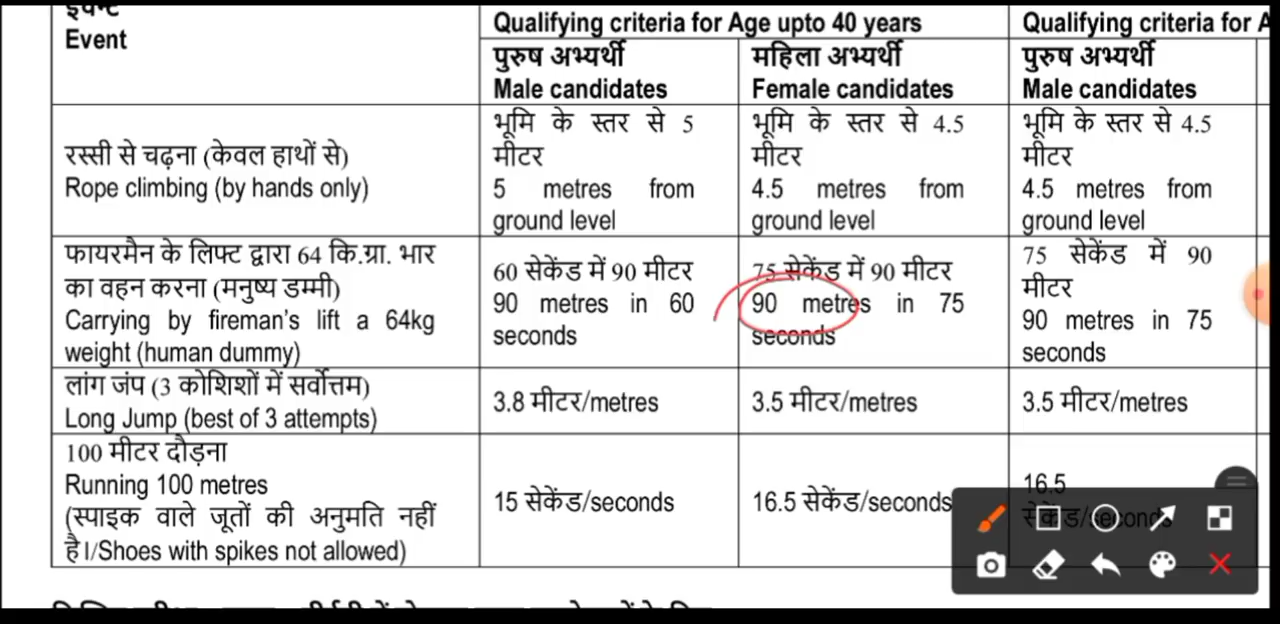 इवेन्ट
Event
Qualifying criteria for Age upto 40 years
Qualifying criteria for A
पुरुष अभ्यर्थी
Male candidates
महिला अभ्यर्थी
Female candidates
पुरुष अभ्यर्थी
Male candidates
रस्सी से चढ़ना (केवल हाथों से)
Rope climbing (by hands only)
भूमि के स्तर से 5
मीटर
5 metres from
ground level
भूमि के स्तर से 4.5
मीटर
4.5 metres from
ground level
भूमि के स्तर से 4.5
मीटर
4.5 metres from
ground level
फायरमैन के लिफ्ट द्वारा 64 कि.ग्रा. भार
का वहन करना (मनुष्य डम्मी)
Carrying by fireman's lift a 64kg
weight (human dummy)
60 सेकेंड में 90 मीटर
90 metres in 60
seconds
75 सेकेंड में 90 मीटर
90 metres in 75
seconds
75 सेकेंड में 90
मीटर
90 metres in 75
seconds
लांग जंप (3 कोशिशों में सर्वोत्तम)
Long Jump (best of 3 attempts)
3.8 मीटर/metres
3.5 मीटर/metres
3.5 मीटर/metres
100 मीटर दौड़ना
Running 100 metres
(स्पाइक वाले जूतों की अनुमति नहीं
है।/Shoes with spikes not allowed)
15 सेकेंड/seconds
16.5 सेकेंड/seconds
16.5
सेकेंड/seconds